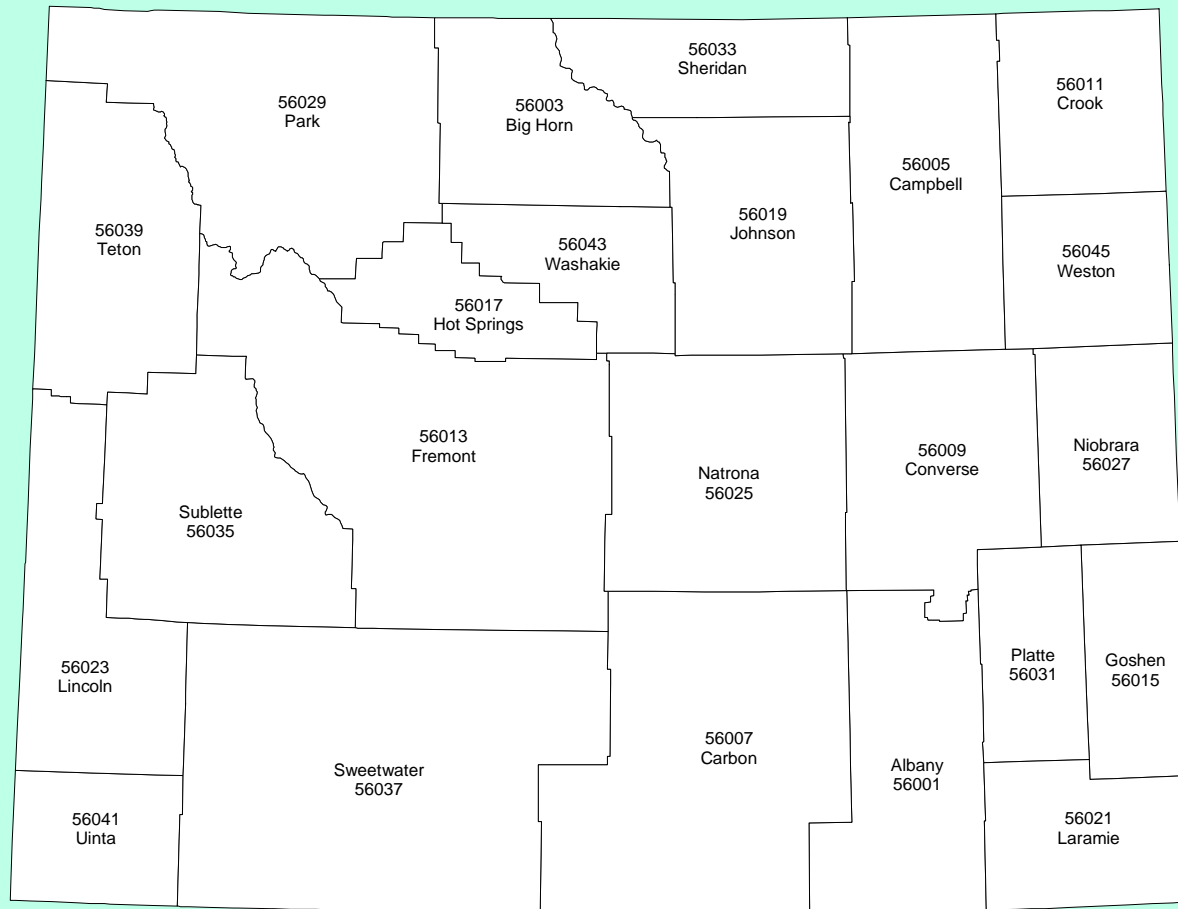 56033
Sheridan
56011
Crook
56029
Park
56003
Big Horn
56005
Campbell
56019
Johnson
56039
Teton
56043
Washakie
56045
Weston
56017
Hot Springs
56013
Fremont
56009
Converse
Niobrara
56027
Natrona
56025
Sublette
56035
56023
Lincoln
Platte
56031
Goshen
56015
56007
Carbon
Sweetwater
56037
Albany
56001
56041
Uinta
56021
Laramie